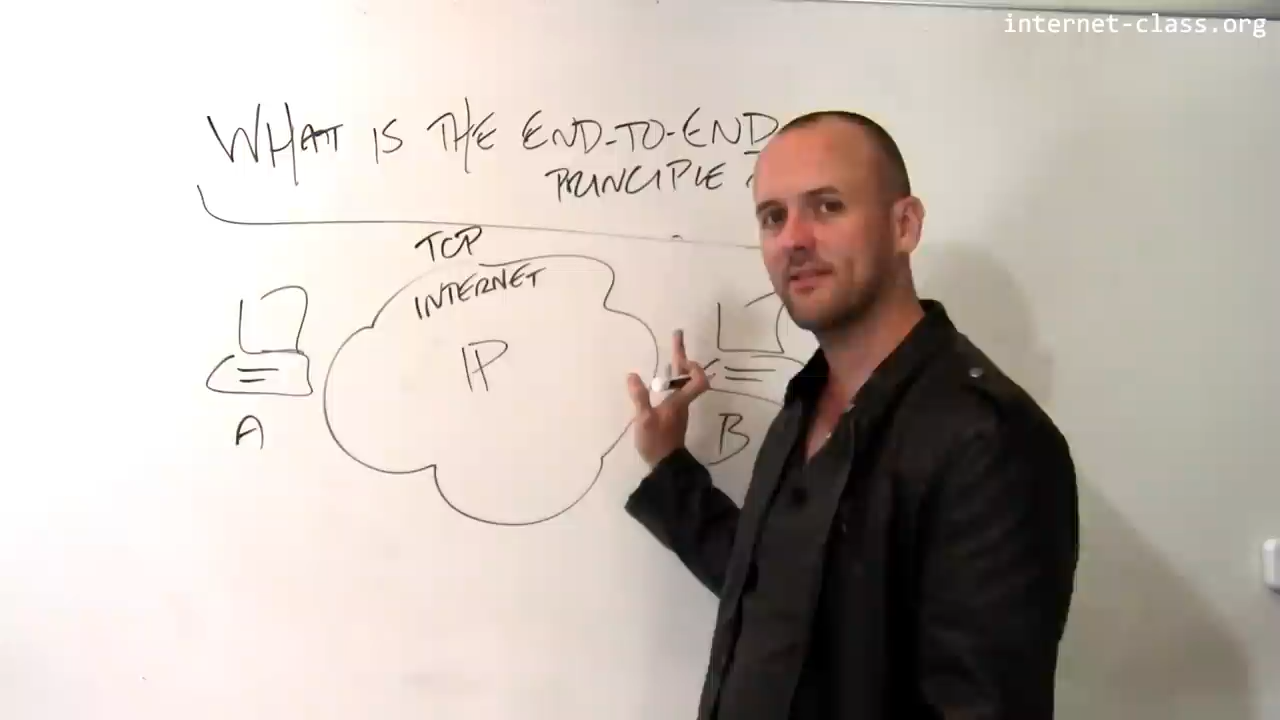 internet-class.org
WHAT IS THE END-TO-END
PRINCIPLE ?
TCP
INTERNET
IP
A
B